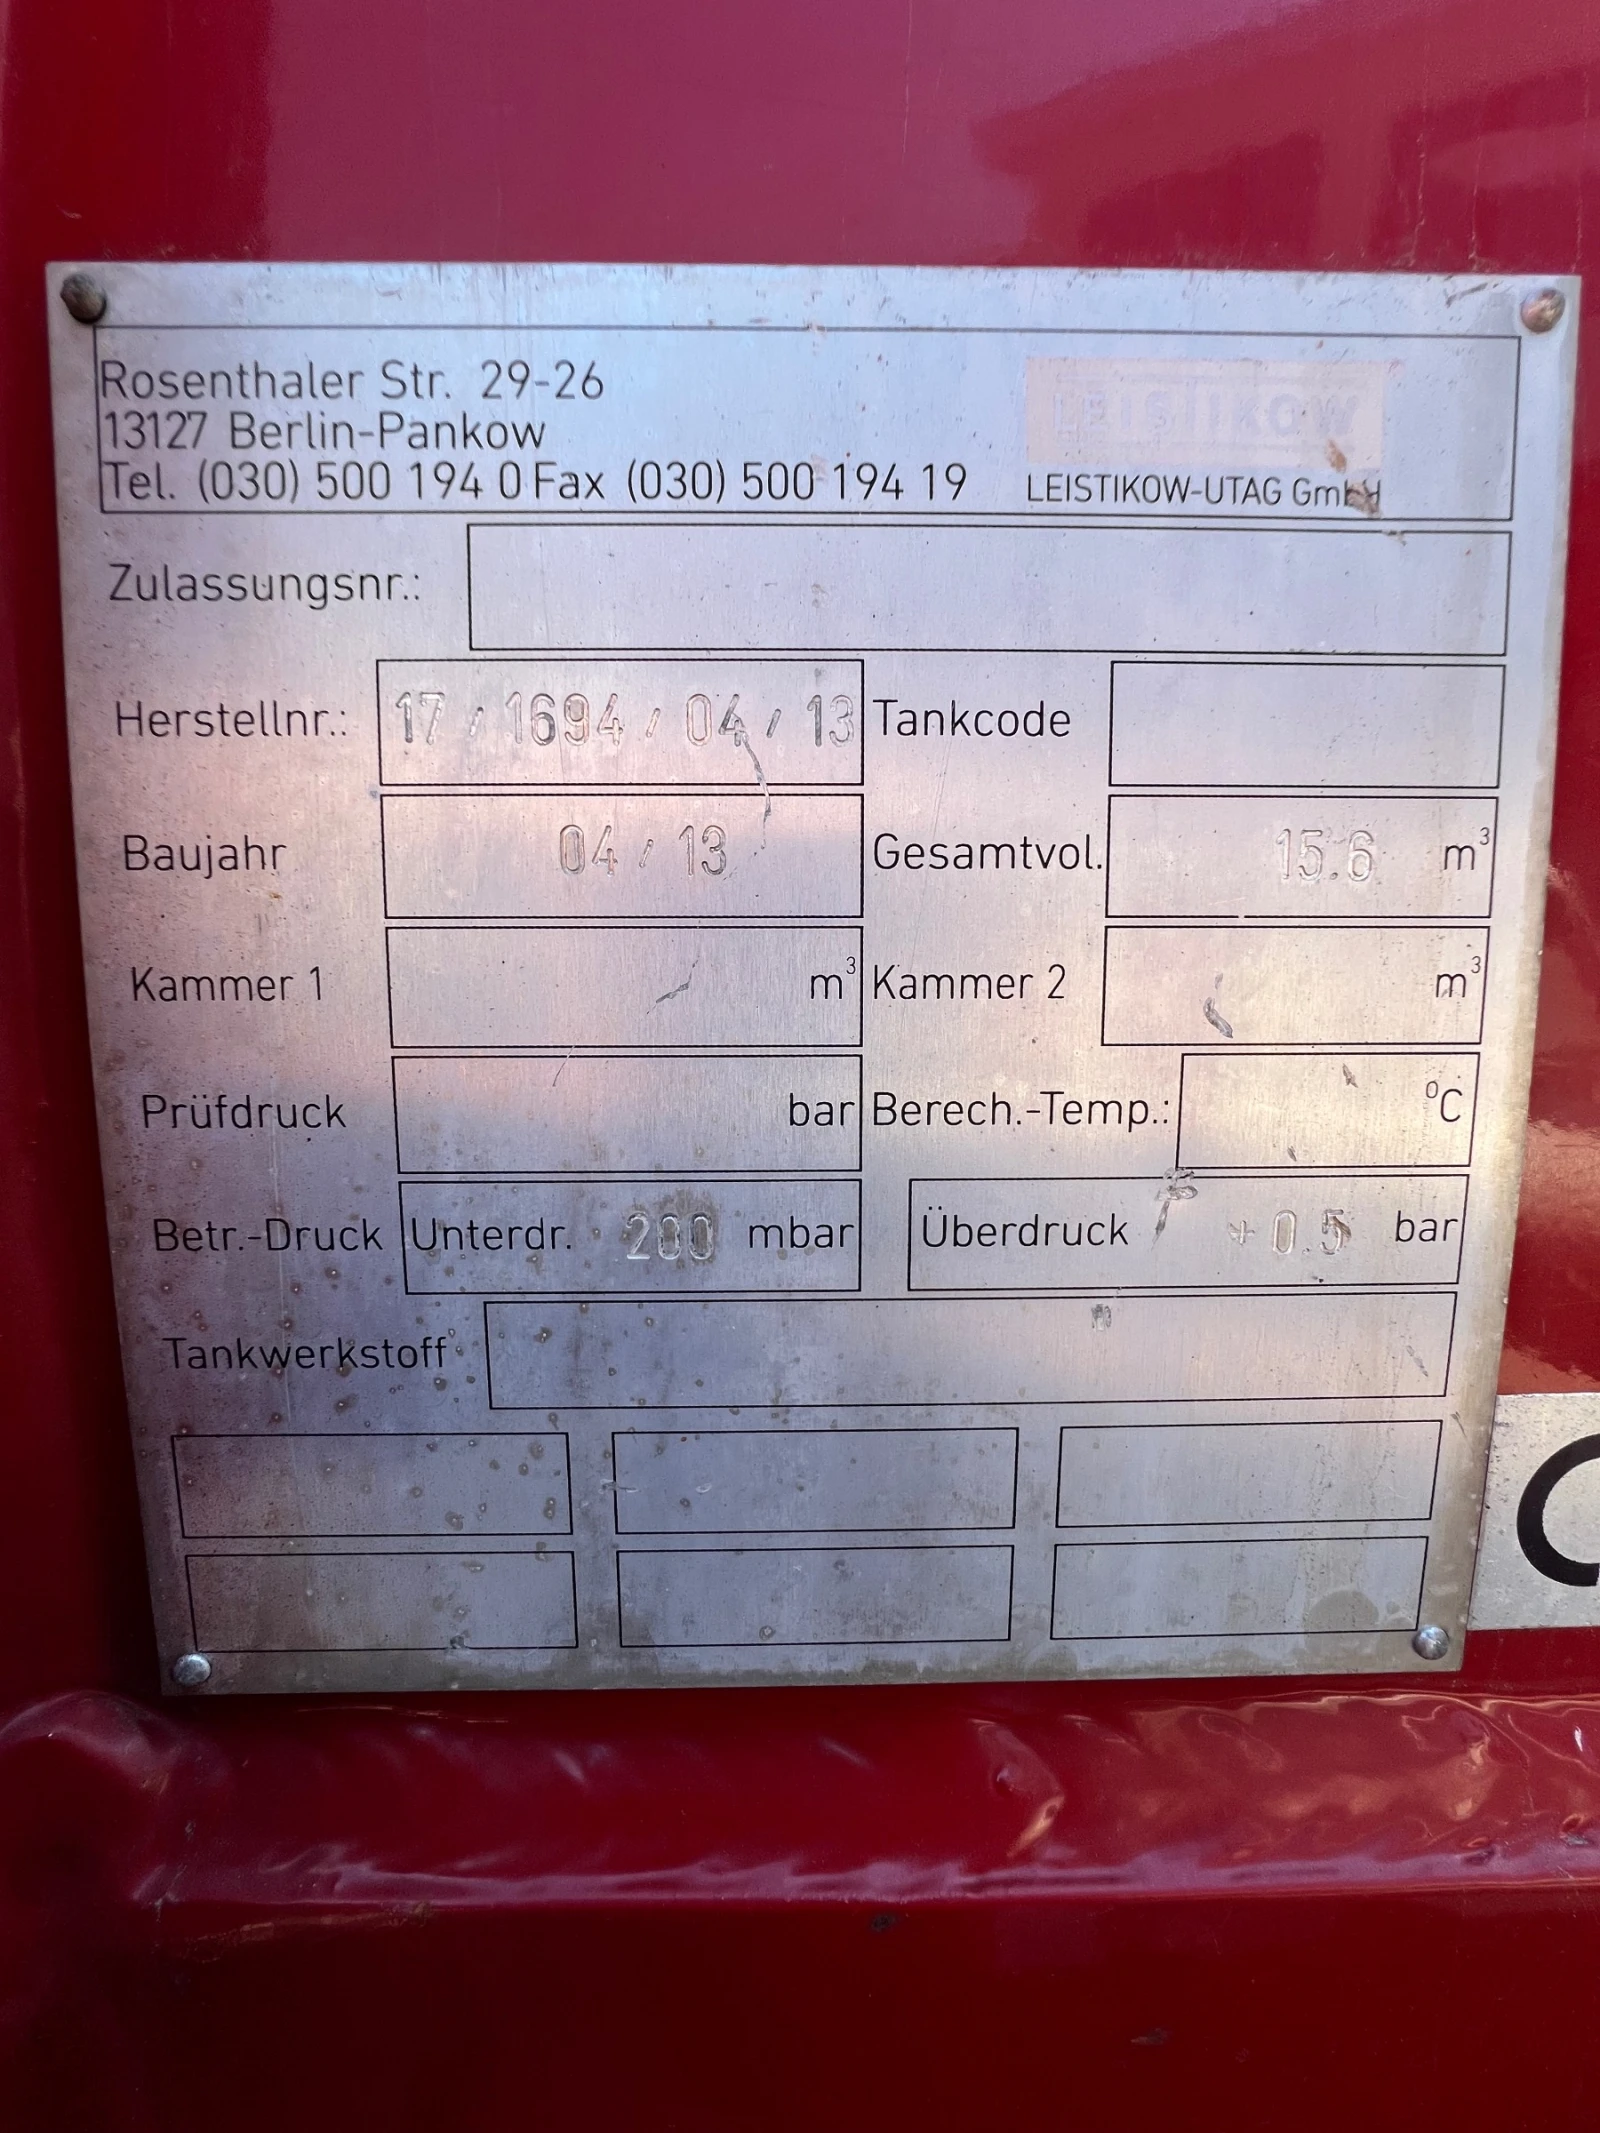 Rosenthaler Str. 29-26
13127 Berlin-Pankow
Tel. (030) 500 194 0 Fax (030) 500 194 19
LEISTIKOW
LEISTIKOW-UTAG GmbH
Zulassungsnr.:
Herstellnr.: 17 / 1694 / 04 / 13 Tankcode
Baujahr 04 / 13 Gesamtvol. 15.6 m³
Kammer 1 m³ Kammer 2 m³
Prüfdruck bar Berech.-Temp.: °C
Betr.-Druck Unterdr. 200 mbar Überdruck + 0.5 bar
Tankwerkstoff